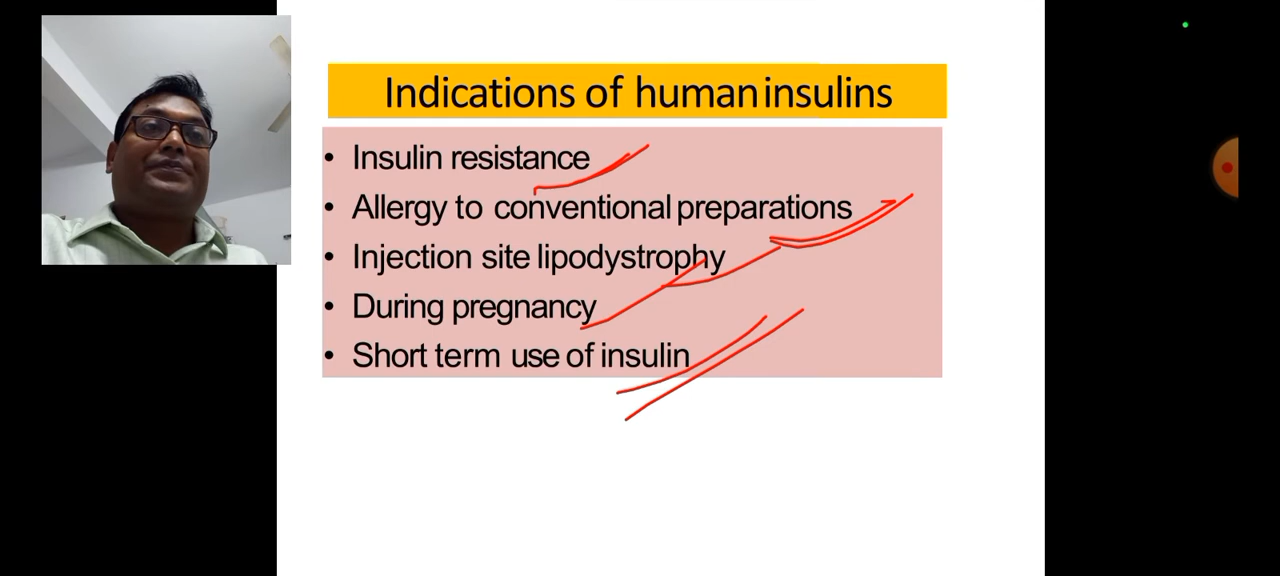 Indications of human insulins
• Insulin resistance
• Allergy to conventional preparations
• Injection site lipodystrophy
• During pregnancy
• Short term use of insulin